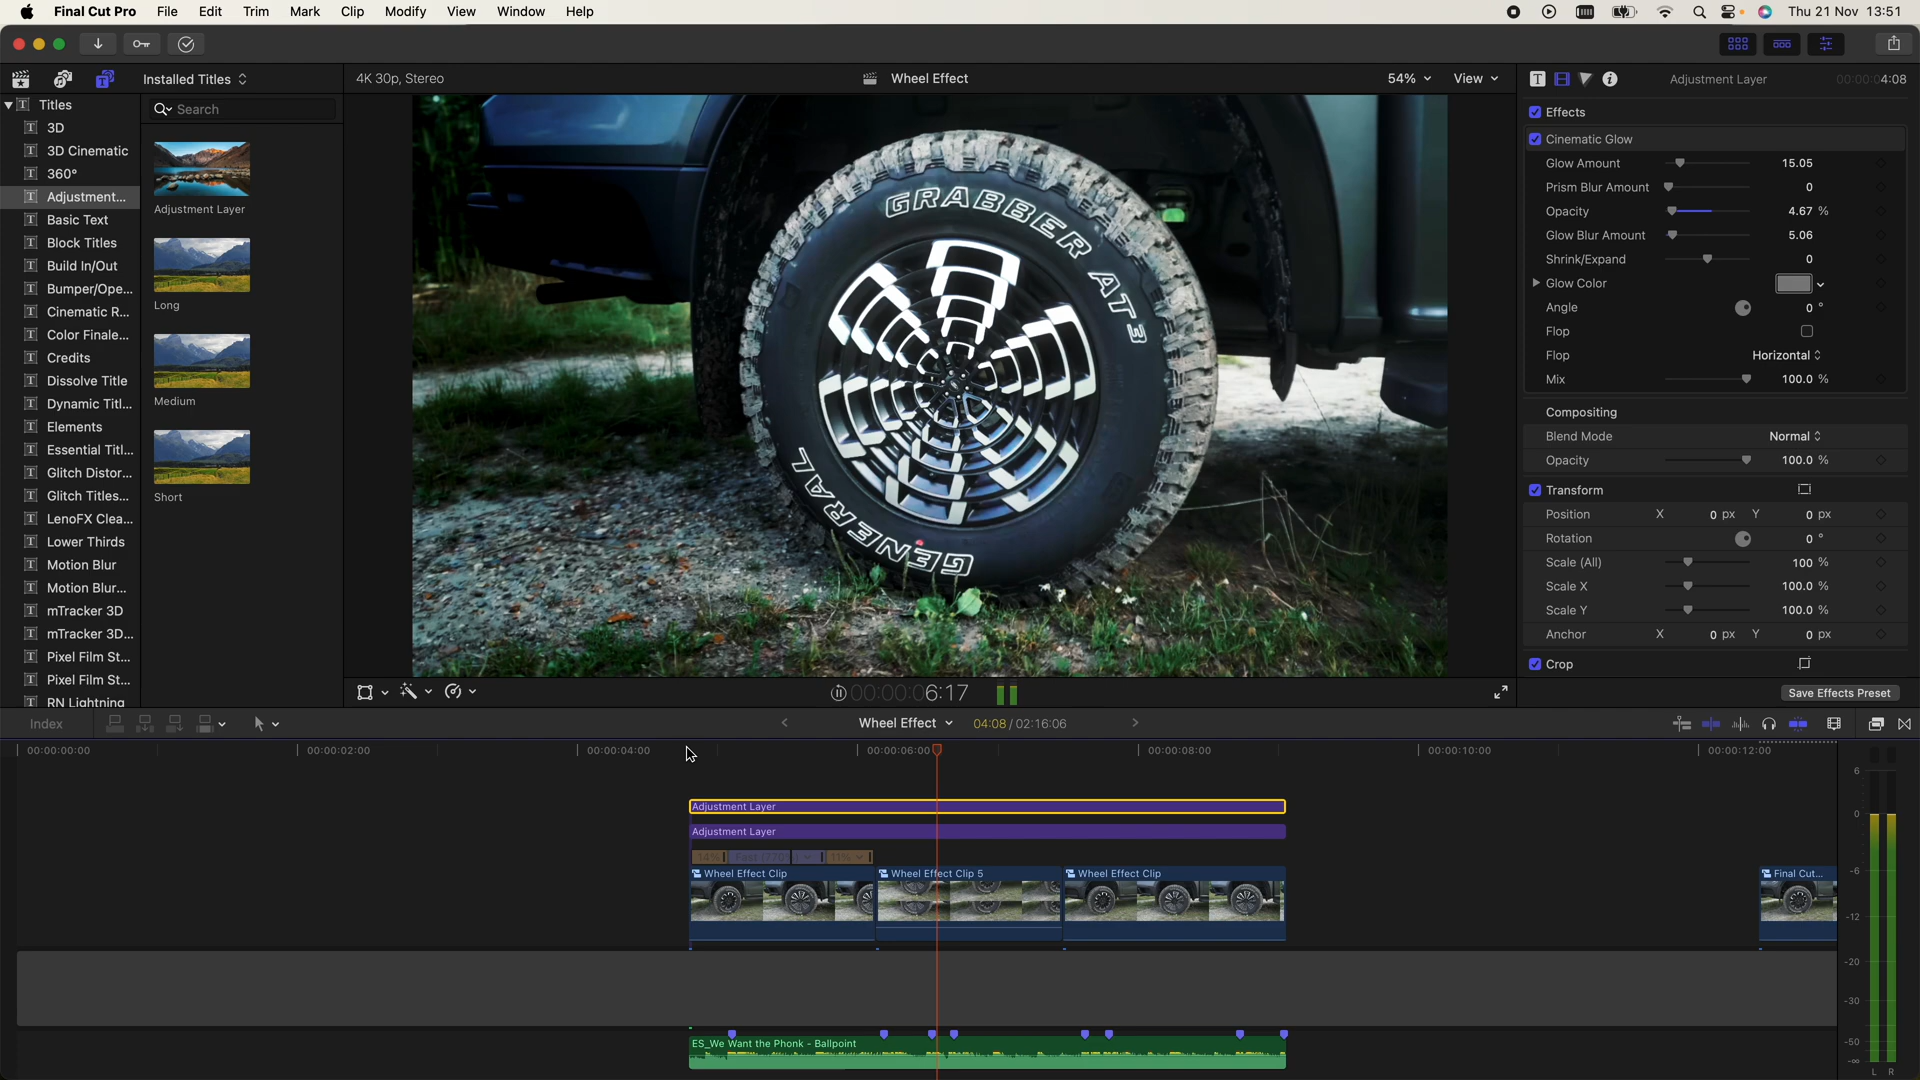 Final Cut Pro File Edit Trim Mark Clip Modify View Window Help Thu 21 Nov 13:51
Installed Titles
4K 30p, Stereo
Wheel Effect
54%
View
Adjustment Layer
00:00:04:08
Titles
3D
3D Cinematic
360°
Adjustment...
Basic Text
Block Titles
Build In/Out
Bumper/Ope...
Cinematic R...
Color Finale...
Credits
Dissolve Title
Dynamic Titl...
Elements
Essential Titl...
Glitch Distor...
Glitch Titles...
LenoFX Clea...
Lower Thirds
Motion Blur
Motion Blur...
mTracker 3D
mTracker 3D...
Pixel Film St...
Pixel Film St...
RN Lightning
Search
Adjustment Layer
Long
Medium
Short
GRABBER AT3
GENERAL
Effects
Cinematic Glow
Glow Amount 15.05
Prism Blur Amount 0
Opacity 4.67 %
Glow Blur Amount 5.06
Shrink/Expand 0
Glow Color
Angle 0 °
Flop
Flop Horizontal
Mix 100.0 %
Compositing
Blend Mode Normal
Opacity 100.0 %
Transform
Position X 0 px Y 0 px
Rotation 0 °
Scale (All) 100 %
Scale X 100.0 %
Scale Y 100.0 %
Anchor X 0 px Y 0 px
Crop
Save Effects Preset
00:00:06:17
Index
Wheel Effect
04:08 / 02:16:06
00:00:00:00 00:00:02:00 00:00:04:00 00:00:06:00 00:00:08:00 00:00:10:00 00:00:12:00
Adjustment Layer
Adjustment Layer
14% Fast (770 11%
Wheel Effect Clip
Wheel Effect Clip 5
Wheel Effect Clip
Final Cut...
ES_We Want the Phonk - Ballpoint
6
0
-6
-12
-20
-30
-50
-∞
L R